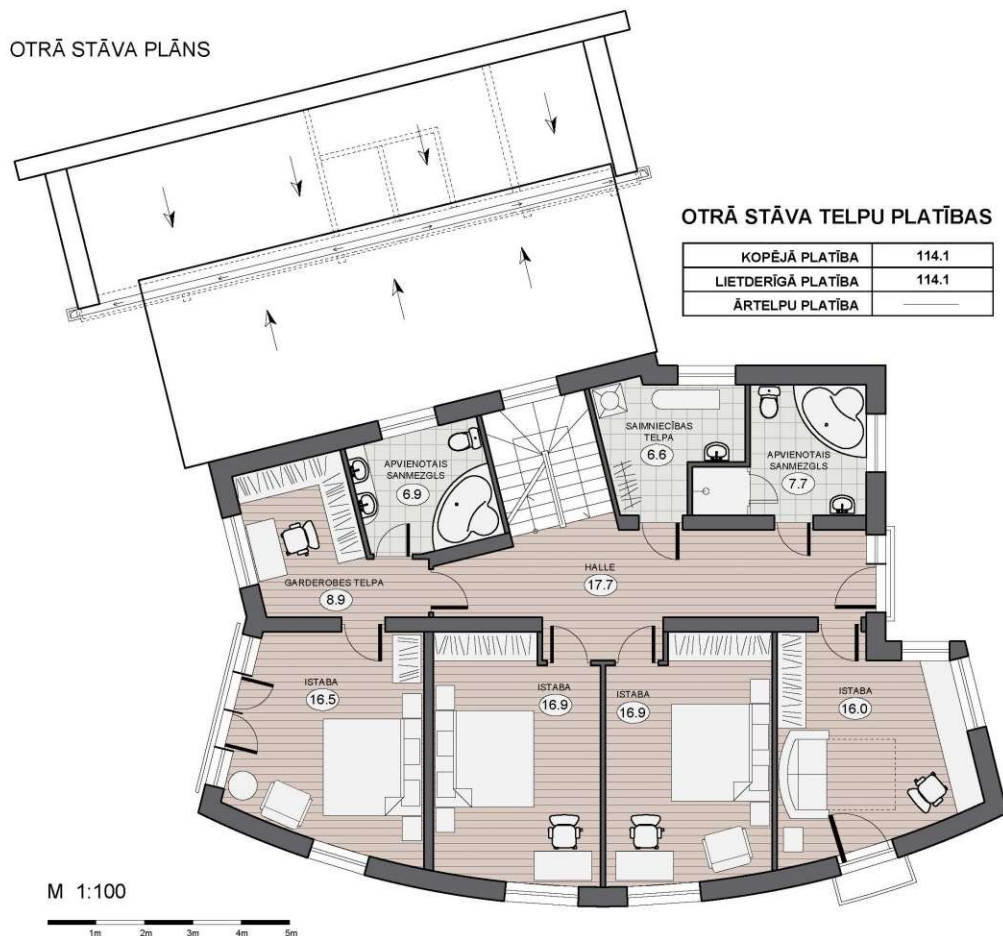 OTRĀ STĀVA PLĀNS
OTRĀ STĀVA TELPU PLATĪBAS
KOPĒJĀ PLATĪBA 114.1
LIETDERĪGĀ PLATĪBA 114.1
ĀRTELPU PLATĪBA
SAIMNIECĪBAS
TELPA
6.6
APVIENOTAIS
SANMEZGLS
6.9
APVIENOTAIS
SANMEZGLS
7.7
HALLE
17.7
GARDEROBES TELPA
8.9
ISTABA
16.5
ISTABA
16.9
ISTABA
16.9
ISTABA
16.0
M 1:100
1m 2m 3m 4m 5m